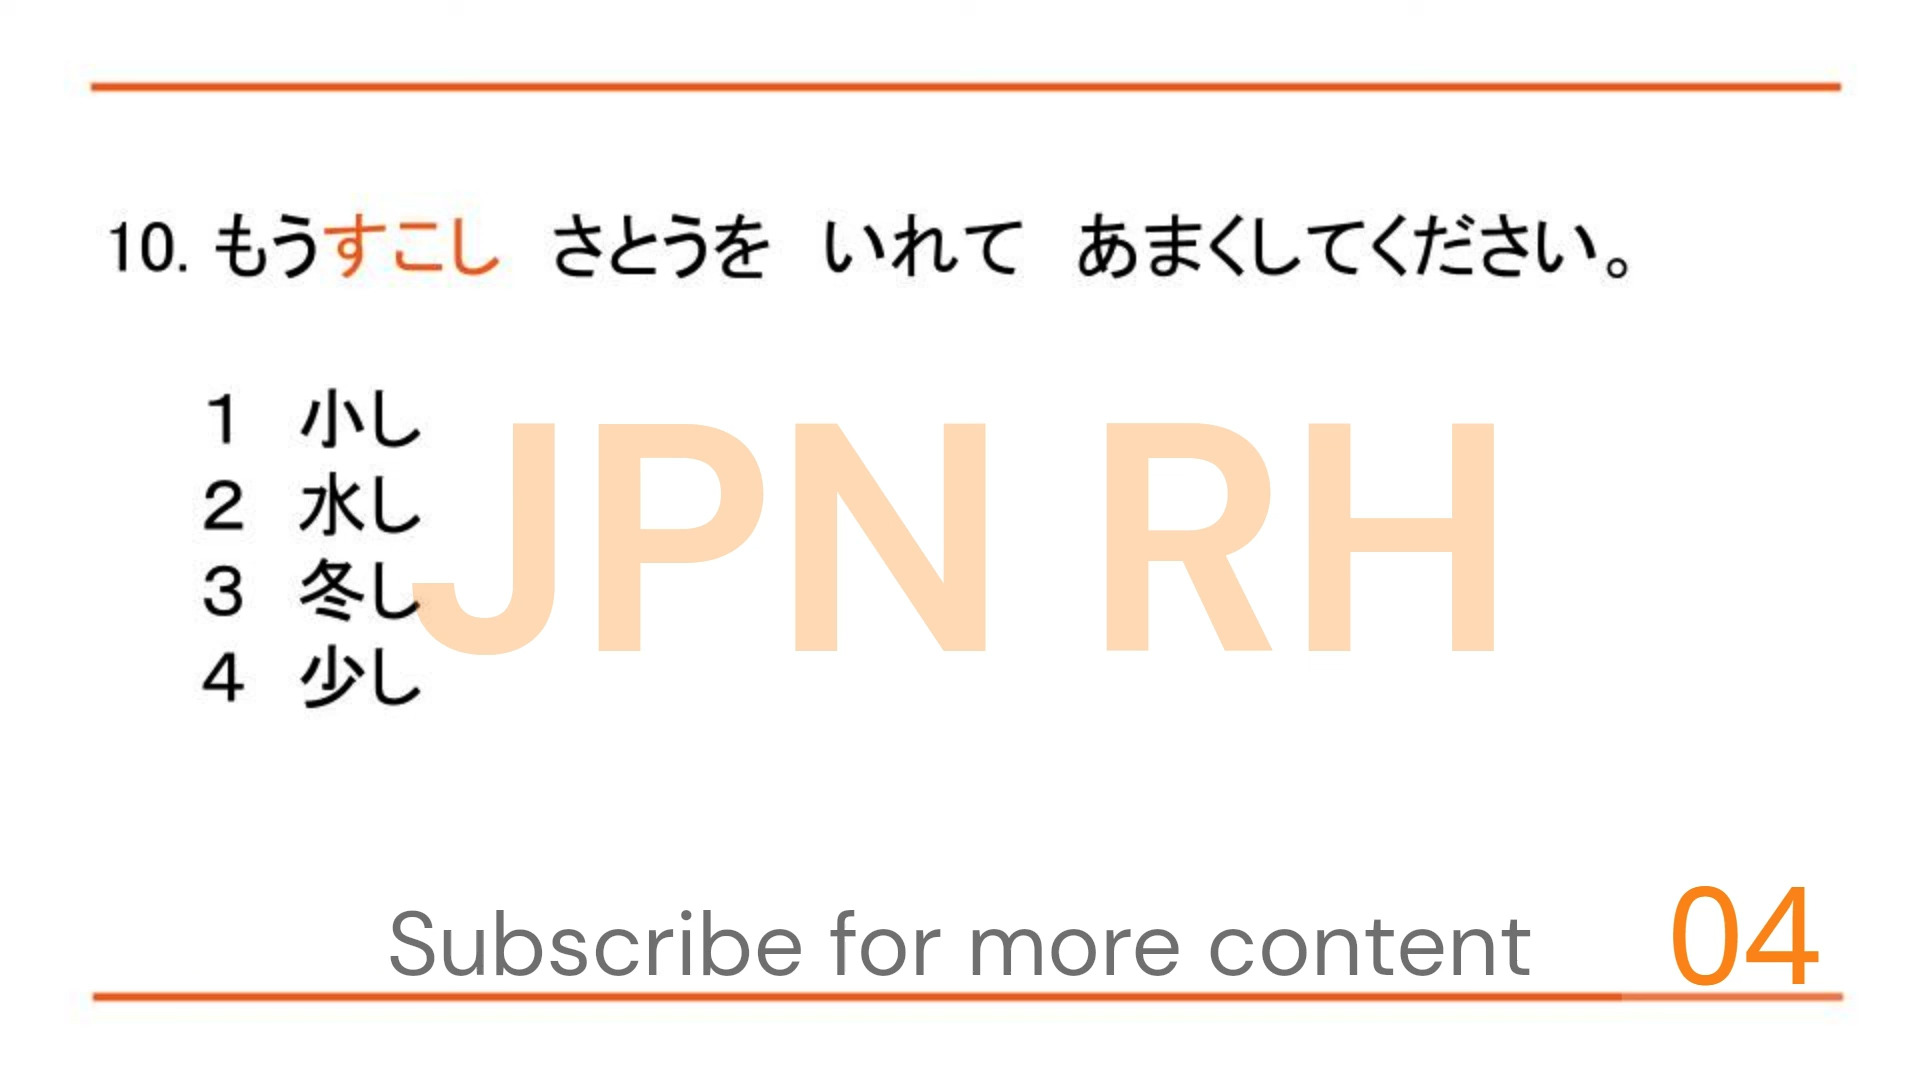 10. もうすこし　さとうを　いれて　あまくしてください。
1　小し
2　水し
3　冬し
4　少し
JPN RH
Subscribe for more content
04